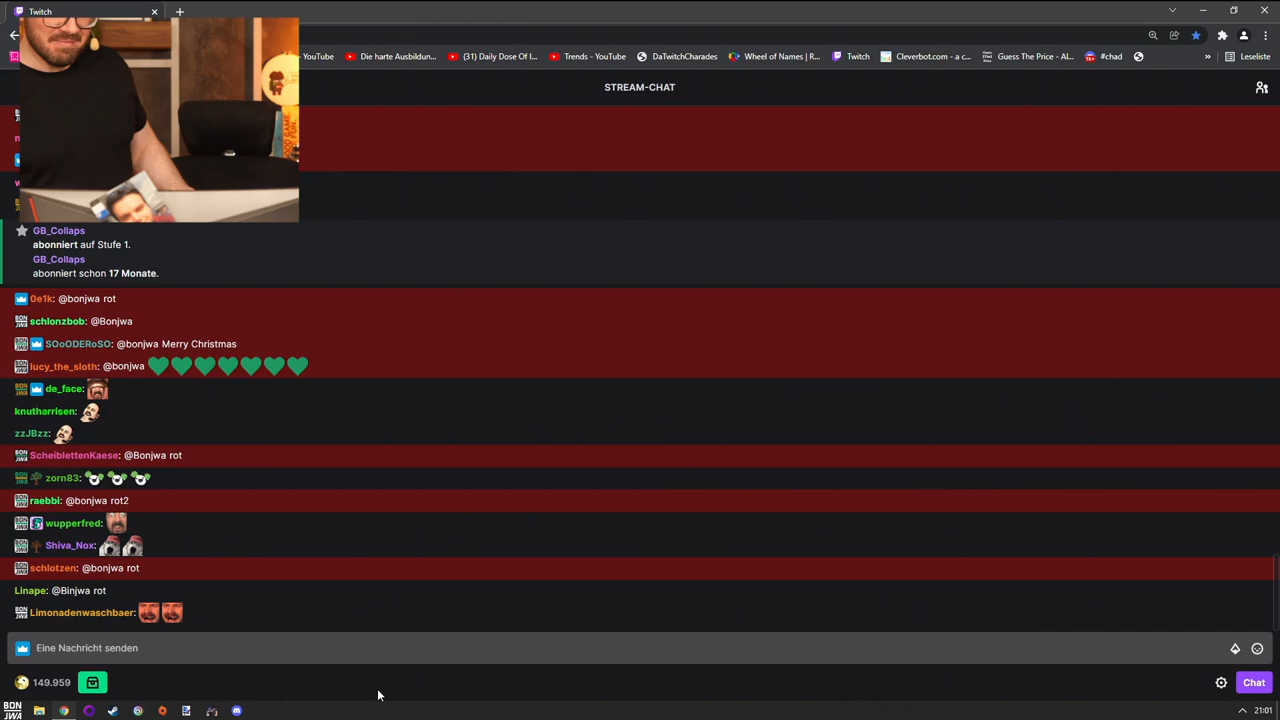 Twitch
YouTube
Die harte Ausbildun...
(31) Daily Dose Of I...
Trends - YouTube
DaTwitchCharades
Wheel of Names | R...
Twitch
Cleverbot.com - a c...
Guess The Price - Al...
#chad
»
Leseliste
STREAM-CHAT
GB_Collaps
abonniert auf Stufe 1.
GB_Collaps
abonniert schon 17 Monate.
0e1k: @bonjwa rot
schlonzbob: @Bonjwa
SOoODERoSO: @bonjwa Merry Christmas
lucy_the_sloth: @bonjwa
de_face:
knutharrisen:
zzJBzz:
ScheiblettenKaese: @Bonjwa rot
zorn83:
raebbi: @bonjwa rot2
wupperfred:
Shiva_Nox:
schlotzen: @bonjwa rot
Linape: @Binjwa rot
Limonadenwaschbaer:
Eine Nachricht senden
149.959
Chat
BON
JWA
21:01